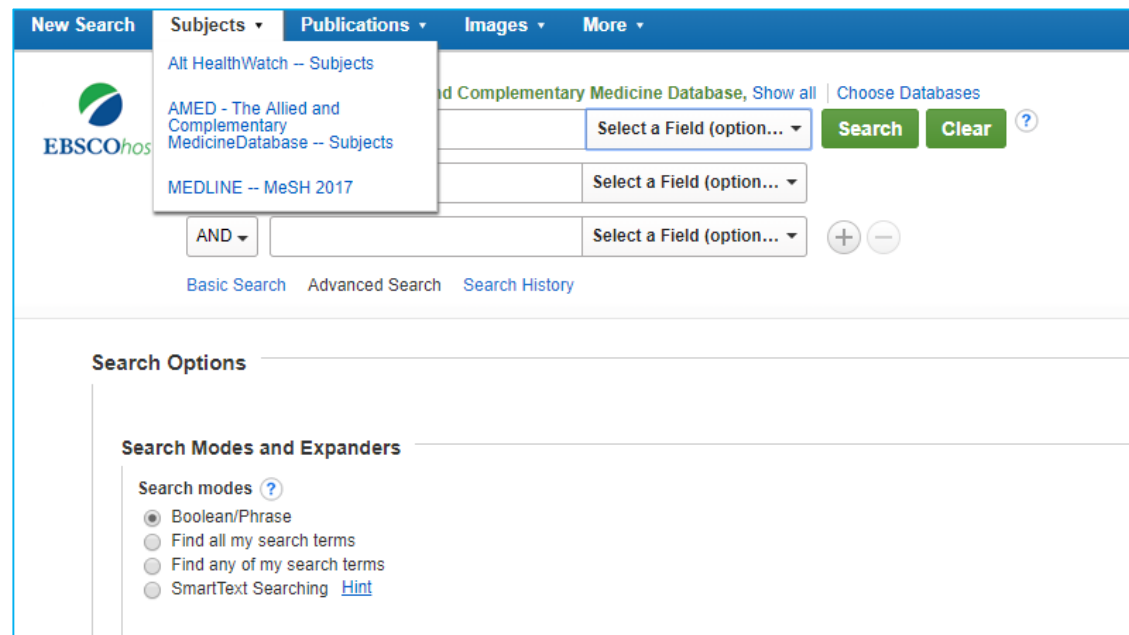 New Search Subjects Publications Images More
Alt HealthWatch -- Subjects
AMED - The Allied and
Complementary
MedicineDatabase -- Subjects
MEDLINE -- MeSH 2017
Complementary Medicine Database, Show all Choose Databases
EBSCOhos
Select a Field (option... Search Clear ?
Select a Field (option...
AND Select a Field (option... + −
Basic Search Advanced Search Search History
Search Options
Search Modes and Expanders
Search modes ?
Boolean/Phrase
Find all my search terms
Find any of my search terms
SmartText Searching Hint